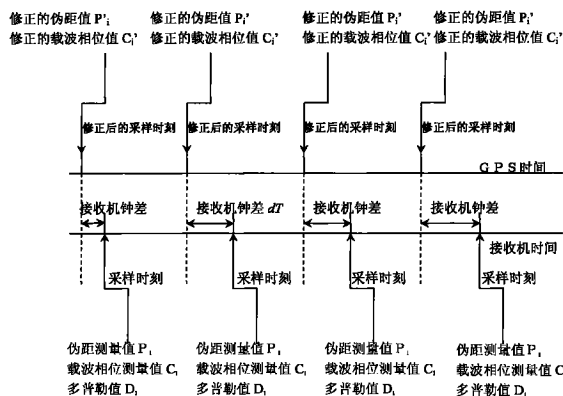 修正的伪距值 P'ᵢ
修正的载波相位值 Cᵢ'
修正的伪距值 Pᵢ'
修正的载波相位值 Cᵢ'
修正的伪距值 Pᵢ'
修正的载波相位值 Cᵢ'
修正的伪距值 Pᵢ'
修正的载波相位值 Cᵢ'
修正后的采样时刻
修正后的采样时刻
修正后的采样时刻
修正后的采样时刻
GPS时间
接收机钟差
接收机钟差 dT
接收机钟差
接收机钟差
接收机时间
采样时刻
采样时刻
采样时刻
采样时刻
伪距测量值 Pᵢ
载波相位测量值 Cᵢ
多普勒值 Dᵢ
伪距测量值 Pᵢ
载波相位测量值 Cᵢ
多普勒值 Dᵢ
伪距测量值 Pᵢ
载波相位测量值 Cᵢ
多普勒值 Dᵢ
伪距测量值 Pᵢ
载波相位测量值 Cᵢ
多普勒值 Dᵢ